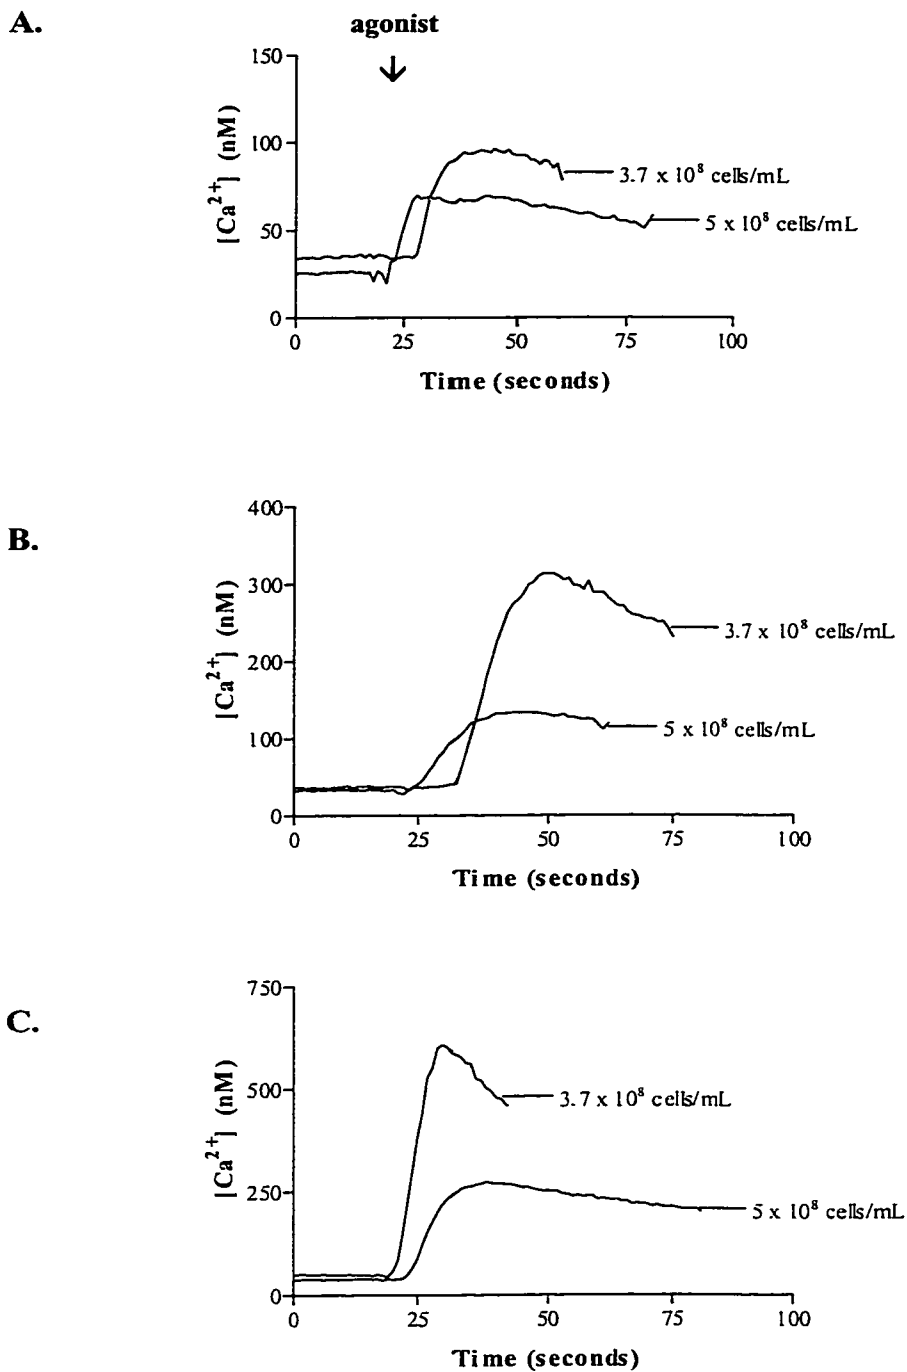 A.
agonist
150
100
50
0
[Ca²⁺] (nM)
3.7 x 10⁸ cells/mL
5 x 10⁸ cells/mL
0 25 50 75 100
Time (seconds)
B.
400
300
200
100
0
[Ca²⁺] (nM)
3.7 x 10⁸ cells/mL
5 x 10⁸ cells/mL
0 25 50 75 100
Time (seconds)
C.
750
500
250
0
[Ca²⁺] (nM)
3.7 x 10⁸ cells/mL
5 x 10⁸ cells/mL
0 25 50 75 100
Time (seconds)